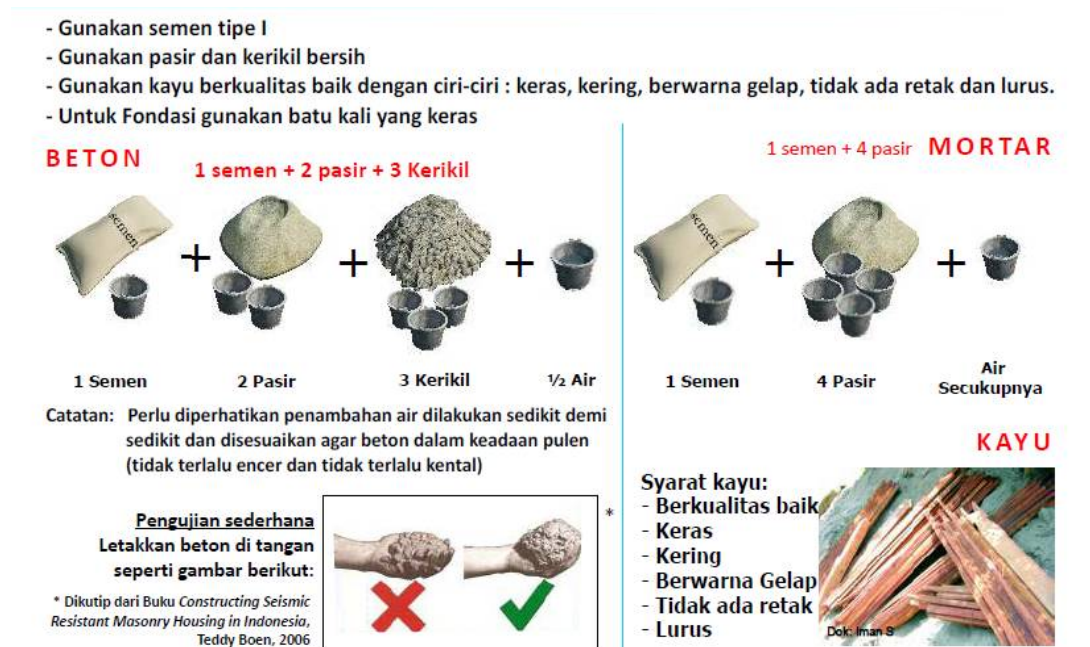 - Gunakan semen tipe I
- Gunakan pasir dan kerikil bersih
- Gunakan kayu berkualitas baik dengan ciri-ciri : keras, kering, berwarna gelap, tidak ada retak dan lurus.
- Untuk Fondasi gunakan batu kali yang keras
BETON
1 semen + 2 pasir + 3 Kerikil
semen
+
+
+
1 Semen
2 Pasir
3 Kerikil
½ Air
Catatan: Perlu diperhatikan penambahan air dilakukan sedikit demi
sedikit dan disesuaikan agar beton dalam keadaan pulen
(tidak terlalu encer dan tidak terlalu kental)
Pengujian sederhana
Letakkan beton di tangan
seperti gambar berikut:
*
* Dikutip dari Buku Constructing Seismic
Resistant Masonry Housing in Indonesia,
Teddy Boen, 2006
1 semen + 4 pasir MORTAR
semen
+
+
1 Semen
4 Pasir
Air
Secukupnya
KAYU
Syarat kayu:
- Berkualitas baik
- Keras
- Kering
- Berwarna Gelap
- Tidak ada retak
- Lurus
Dok: Iman S